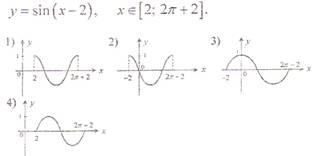 y = sin(x−2), x∈[2; 2π+2].
1) y 1 0 2 2π+2 x
2) y 1 −2 0 2π−2 x
3) y 1 −2 0 2π−2 x
4) y 1 0 2 2π−2 x